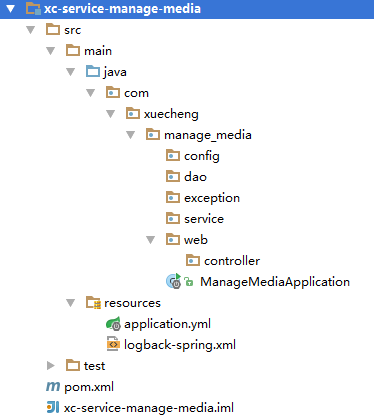 xc-service-manage-media
src
main
java
com
xuecheng
manage_media
config
dao
exception
service
web
controller
ManageMediaApplication
resources
application.yml
logback-spring.xml
test
pom.xml
xc-service-manage-media.iml